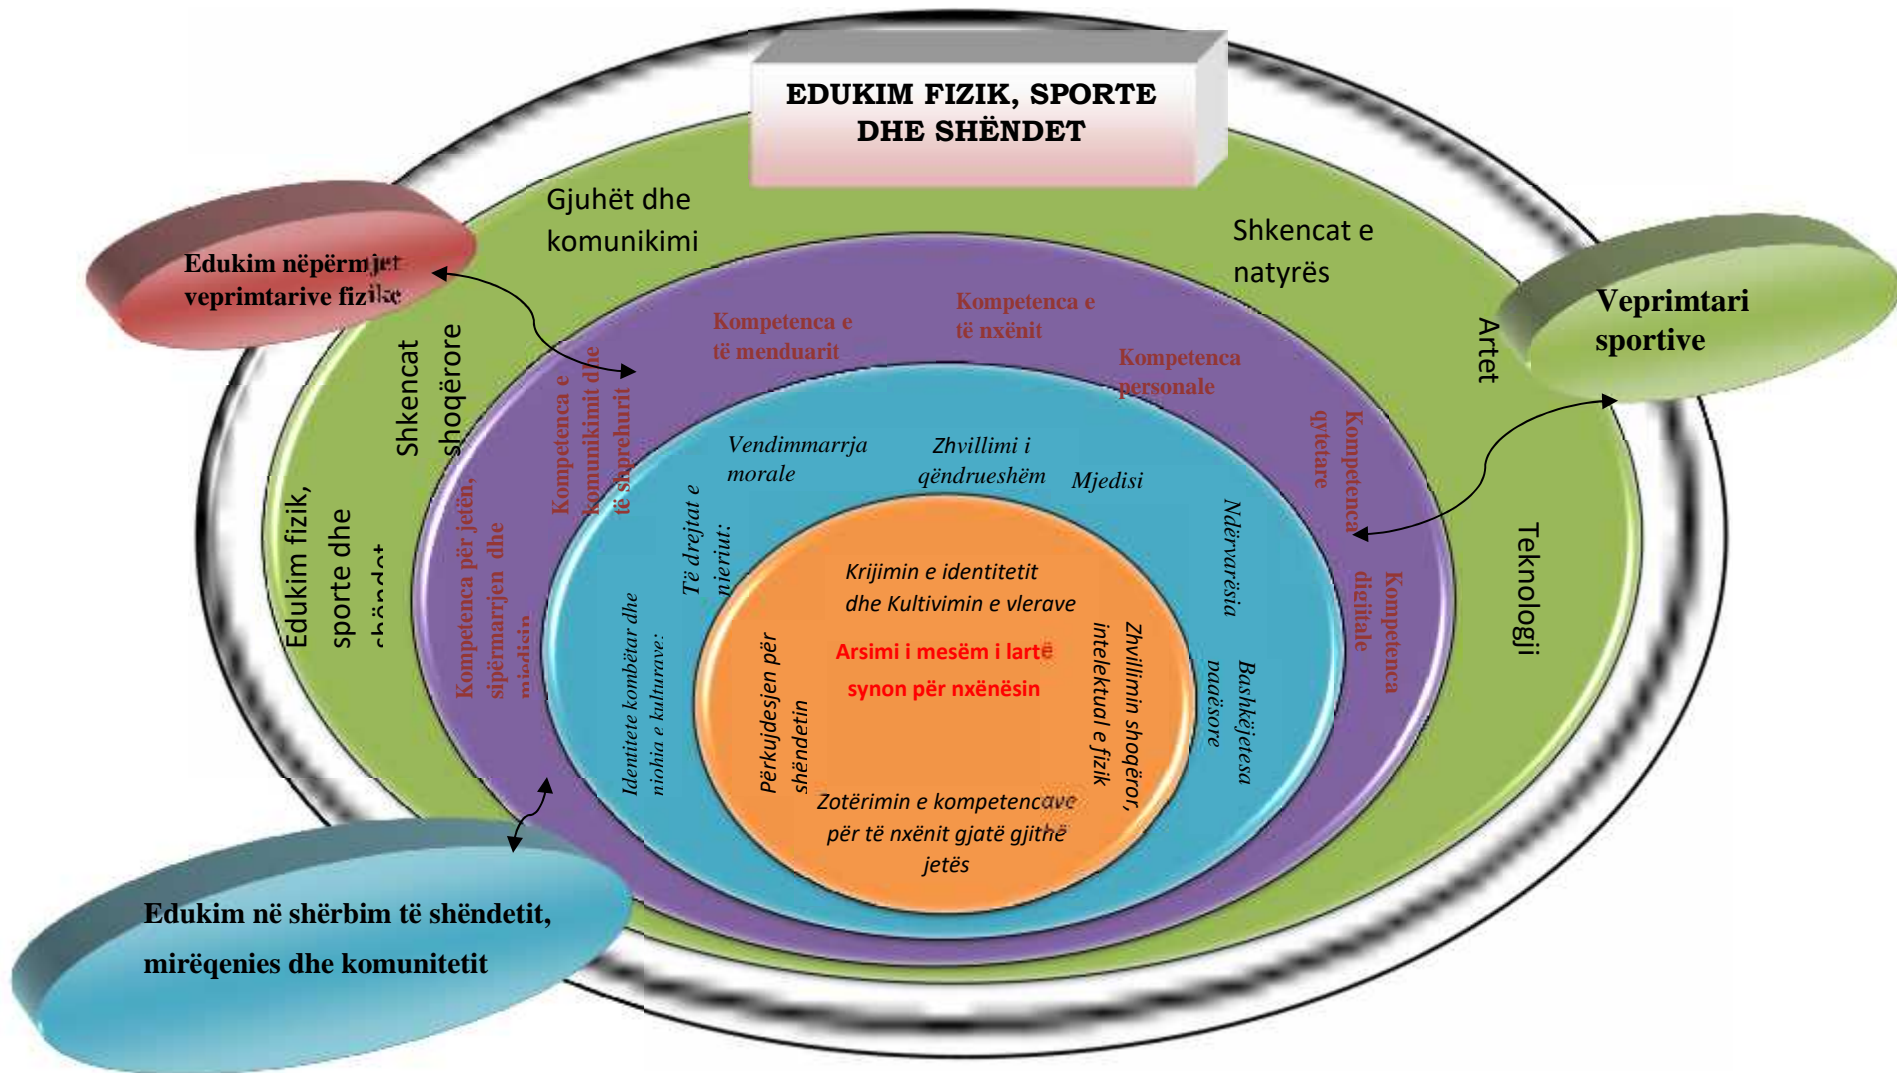 EDUKIM FIZIK, SPORTE
DHE SHËNDET
Gjuhët dhe
komunikimi
Shkencat e
natyrës
Edukim nëpërmjet
veprimtarive fizike
Veprimtari
sportive
Shkencat
shoqërore
Artet
Kompetenca e
të menduarit
Kompetenca e
të nxënit
Kompetenca
personale
Kompetenca e
komunikimit dhe
të shprehurit
Kompetenca
qytetare
Vendimmarrja
morale
Zhvillimi i
qëndrueshëm
Mjedisi
Edukim fizik,
sporte dhe
Kompetenca për jetën,
sipërmarrjen dhe
Të drejtat e
Ndërvarësia
Kompetenca
digjitale
Teknologji
Krijimin e identitetit
dhe Kultivimin e vlerave
Arsimi i mesëm i lartë
synon për nxënësin
Identitete kombëtar dhe
Përkujdesjen për
shëndetin
Zhvillimin shoqëror,
intelektual e fizik
Bashkëjetesa
Zotërimin e kompetencave
për të nxënit gjatë gjithë
jetës
Edukim në shërbim të shëndetit,
mirëqenies dhe komunitetit